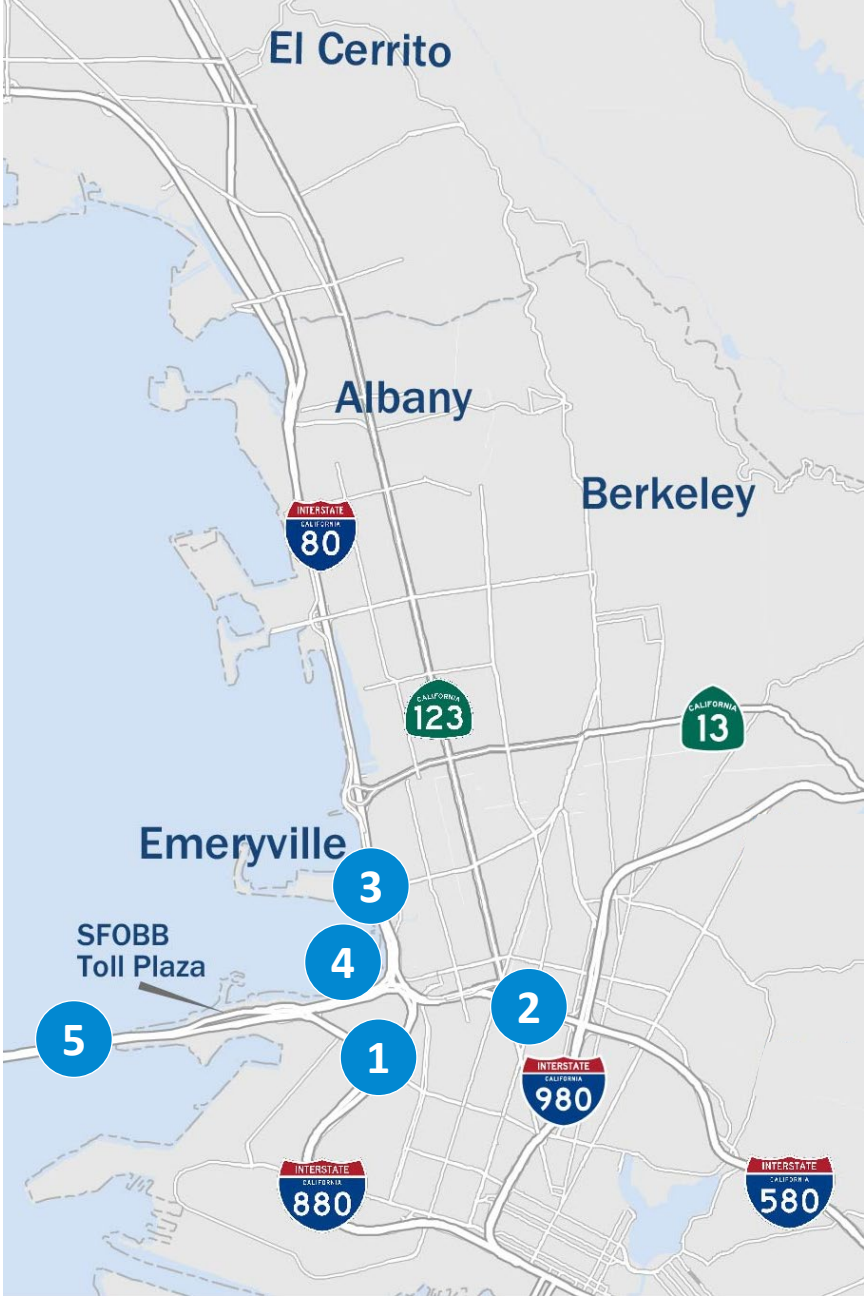 El Cerrito
Albany
Berkeley
INTERSTATE
CALIFORNIA
80
CALIFORNIA
123
CALIFORNIA
13
Emeryville
3
SFOBB
Toll Plaza
4
2
5
1
INTERSTATE
CALIFORNIA
980
INTERSTATE
CALIFORNIA
880
INTERSTATE
CALIFORNIA
580